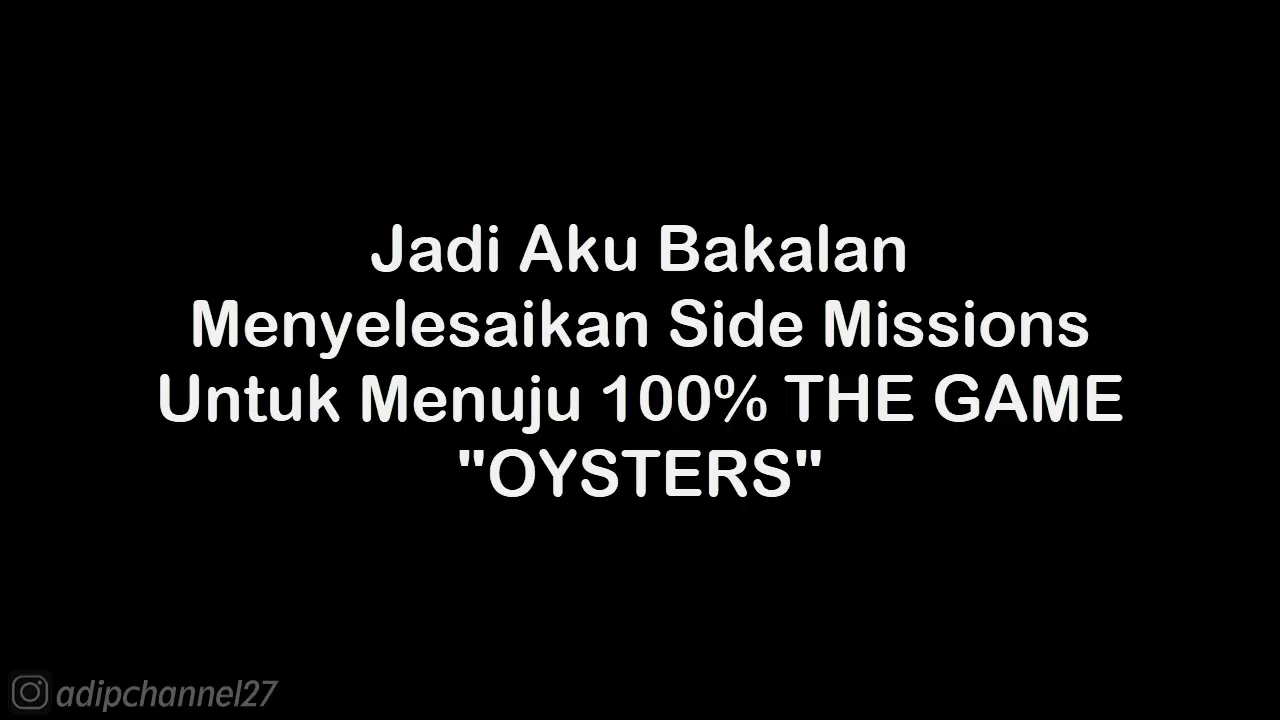 Jadi Aku Bakalan
Menyelesaikan Side Missions
Untuk Menuju 100% THE GAME
"OYSTERS"
adipchannel27